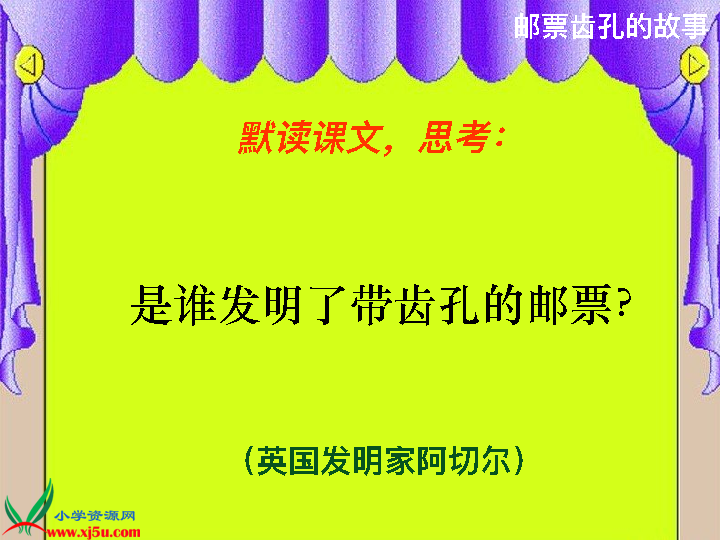 邮票齿孔的故事
默读课文，思考：
是谁发明了带齿孔的邮票？
（英国发明家阿切尔）
小学资源网
www.xj5u.com